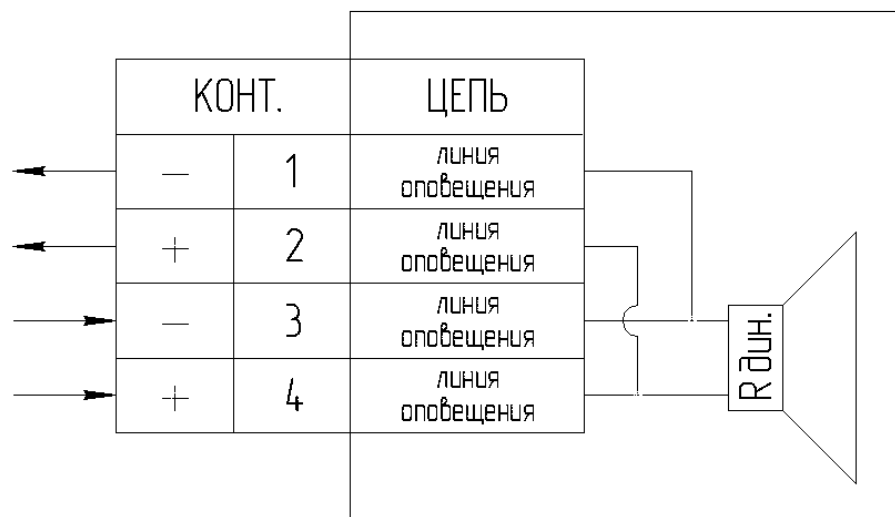 КОНТ. ЦЕПЬ
− 1 линия
оповещения
+ 2 линия
оповещения
− 3 линия
оповещения
+ 4 линия
оповещения
R дин.